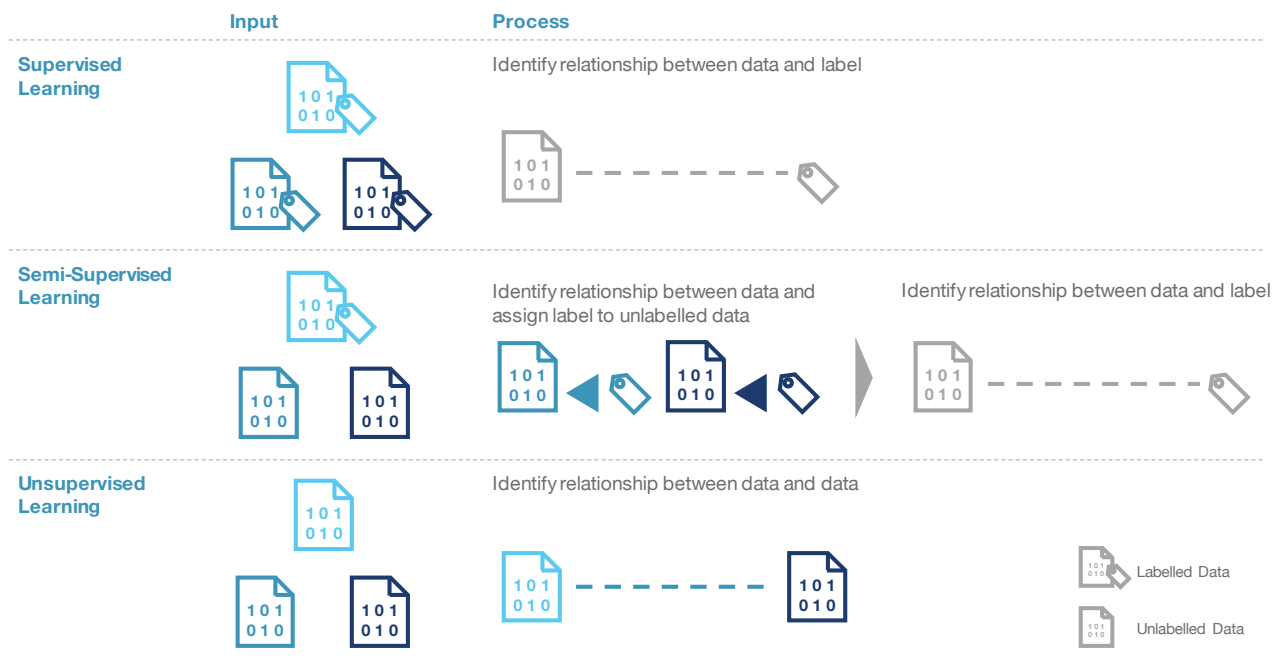 Input
Process
Supervised
Learning
Identify relationship between data and label
101
010
101
010
101
010
101
010
Semi-Supervised
Learning
Identify relationship between data and
assign label to unlabelled data
Identify relationship between data and label
101
010
101
010
101
010
101
010
101
010
101
010
Unsupervised
Learning
Identify relationship between data and data
101
010
101
010
101
010
101
010
101
010
101
010
Labelled Data
101
010
Unlabelled Data